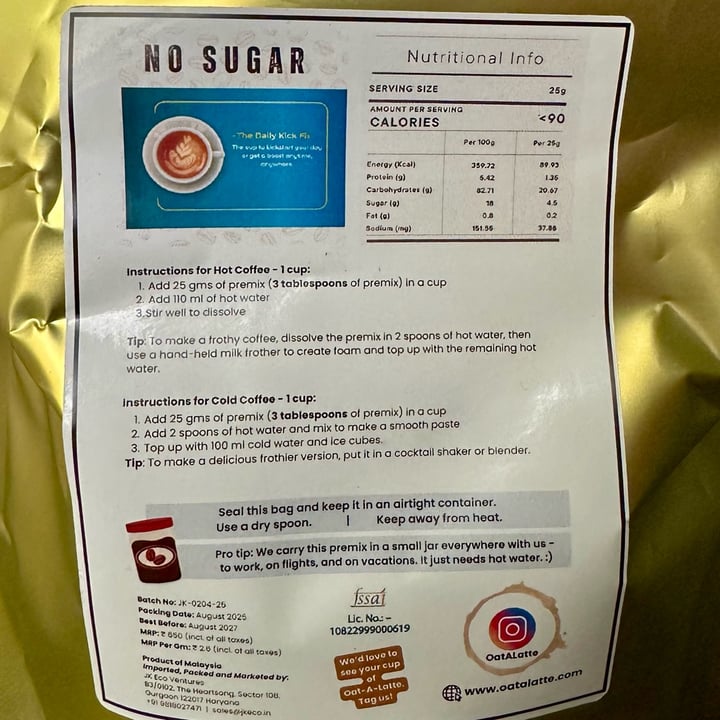 NO SUGAR
- The Daily Kick Fix
The cup to kickstart your day
or get a boost anytime,
anywhere.
Nutritional Info
SERVING SIZE 25g
AMOUNT PER SERVING
CALORIES <90
Per 100g Per 25g
Energy (Kcal) 359.72 89.93
Protein (g) 5.42 1.35
Carbohydrates (g) 82.71 20.67
Sugar (g) 18 4.5
Fat (g) 0.8 0.2
Sodium (mg) 151.56 37.88
Instructions for Hot Coffee - 1 cup:
1. Add 25 gms of premix (3 tablespoons of premix) in a cup
2. Add 110 ml of hot water
3.Stir well to dissolve
Tip: To make a frothy coffee, dissolve the premix in 2 spoons of hot water, then
use a hand-held milk frother to create foam and top up with the remaining hot
water.
Instructions for Cold Coffee - 1 cup:
1. Add 25 gms of premix (3 tablespoons of premix) in a cup
2. Add 2 spoons of hot water and mix to make a smooth paste
3. Top up with 100 ml cold water and ice cubes.
Tip: To make a delicious frothier version, put it in a cocktail shaker or blender.
Seal this bag and keep it in an airtight container.
Use a dry spoon. | Keep away from heat.
Pro tip: We carry this premix in a small jar everywhere with us -
to work, on flights, and on vacations. It just needs hot water. :)
Batch No: JK-0204-25
Packing Date: August 2025
Best Before: August 2027
MRP: ₹ 650 (incl. of all taxes)
MRP Per Gm: ₹ 2.6 (incl. of all taxes)
Product of Malaysia
Imported, Packed and Marketed by:
JK Eco Ventures
B3/0102, The Heartsong, Sector 108,
Gurgaon 122017 Haryana
+91 9818027471 | sales@jkeco.in
fssai
Lic. No.: -
10822999000619
We'd love to
see your cup
of
Oat-A-Latte.
Tag us!
OatALatte
www.oatalatte.com